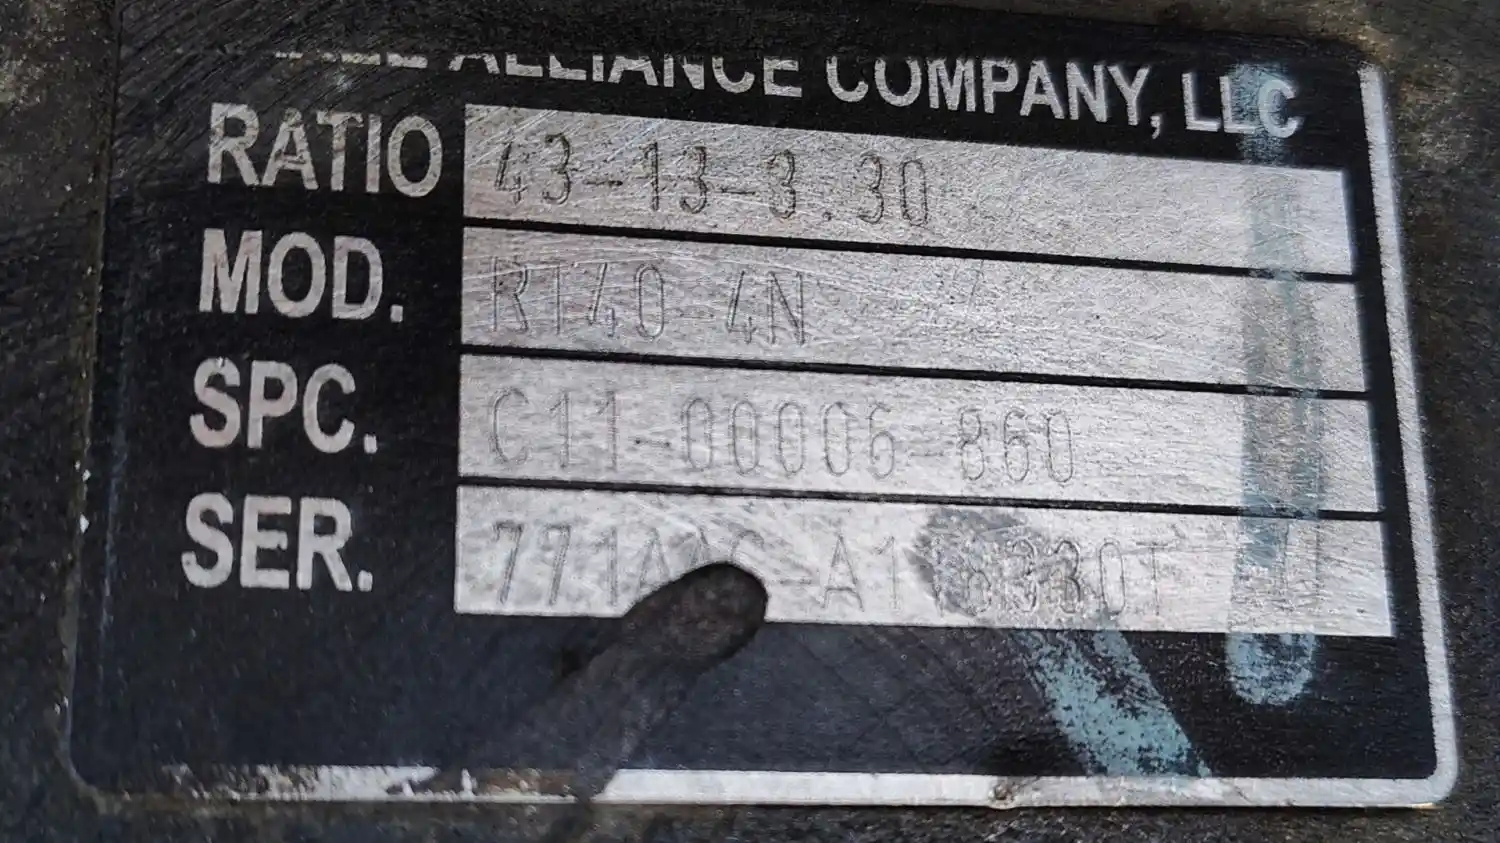 ALLIANCE COMPANY, LLC
RATIO 43-13-3.30
MOD. RT40-4N
SPC. C11-00006-860
SER.